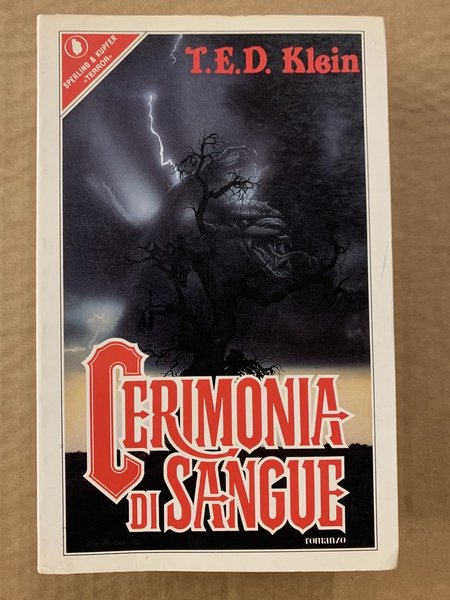 SPERLING & KUPFER
«TERROR»
T.E.D. Klein
CERIMONIA
DI SANGUE
romanzo